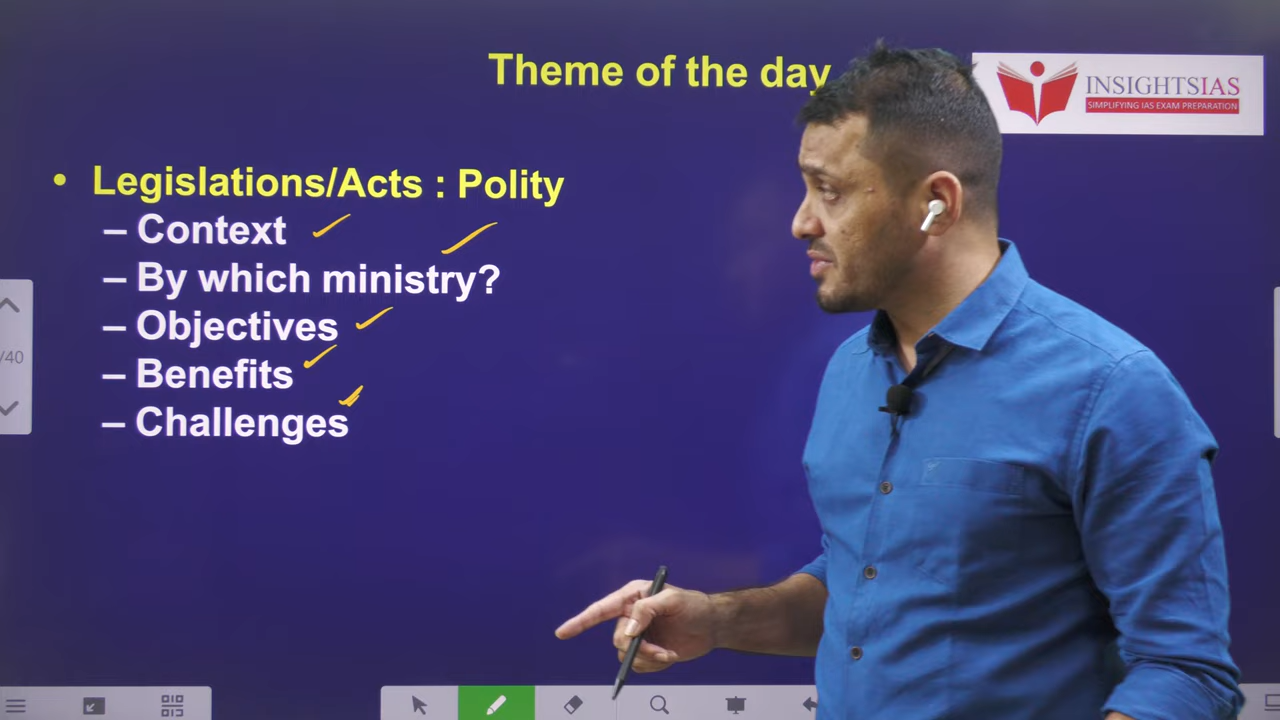 Theme of the day
INSIGHTSIAS
SIMPLIFYING IAS EXAM PREPARATION
• Legislations/Acts : Polity
– Context
– By which ministry?
– Objectives
– Benefits
– Challenges
/40